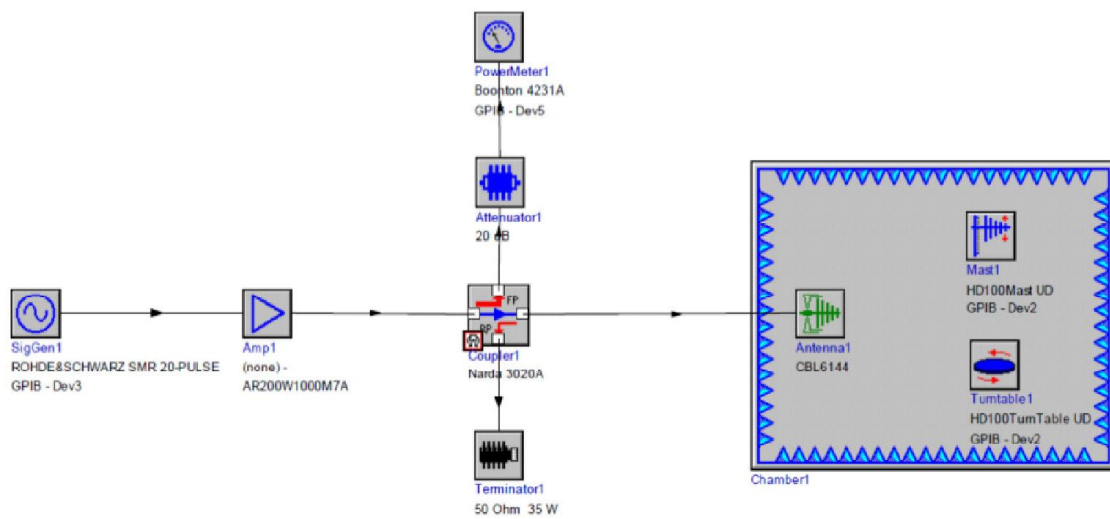 PowerMeter1
Boonton 4231A
GPIB - Dev5
Attenuator1
20 dB
SigGen1
ROHDE&SCHWARZ SMR 20-PULSE
GPIB - Dev3
Amp1
(none) -
AR200W1000M7A
FP
RP
Coupler1
Narda 3020A
Terminator1
50 Ohm 35 W
Mast1
HD100Mast UD
GPIB - Dev2
Antenna1
CBL6144
Turntable1
HD100TurnTable UD
GPIB - Dev2
Chamber1